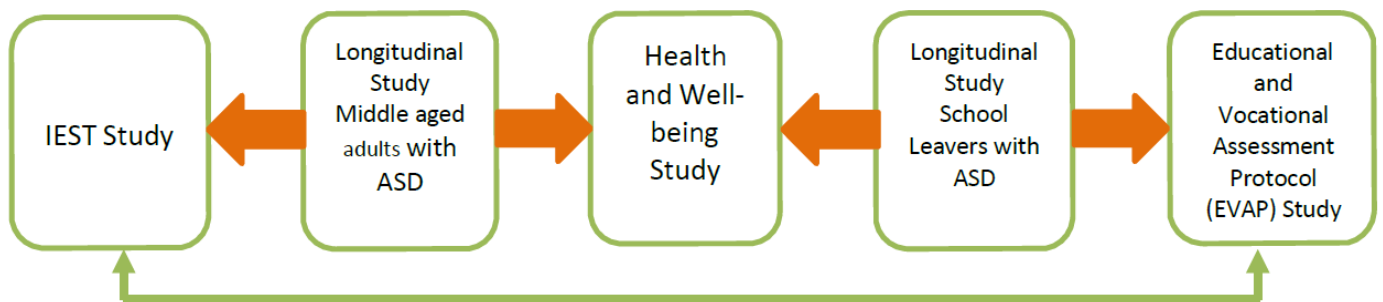 IEST Study
Longitudinal
Study
Middle aged
adults with
ASD
Health
and Well-
being
Study
Longitudinal
Study
School
Leavers with
ASD
Educational
and
Vocational
Assessment
Protocol
(EVAP) Study